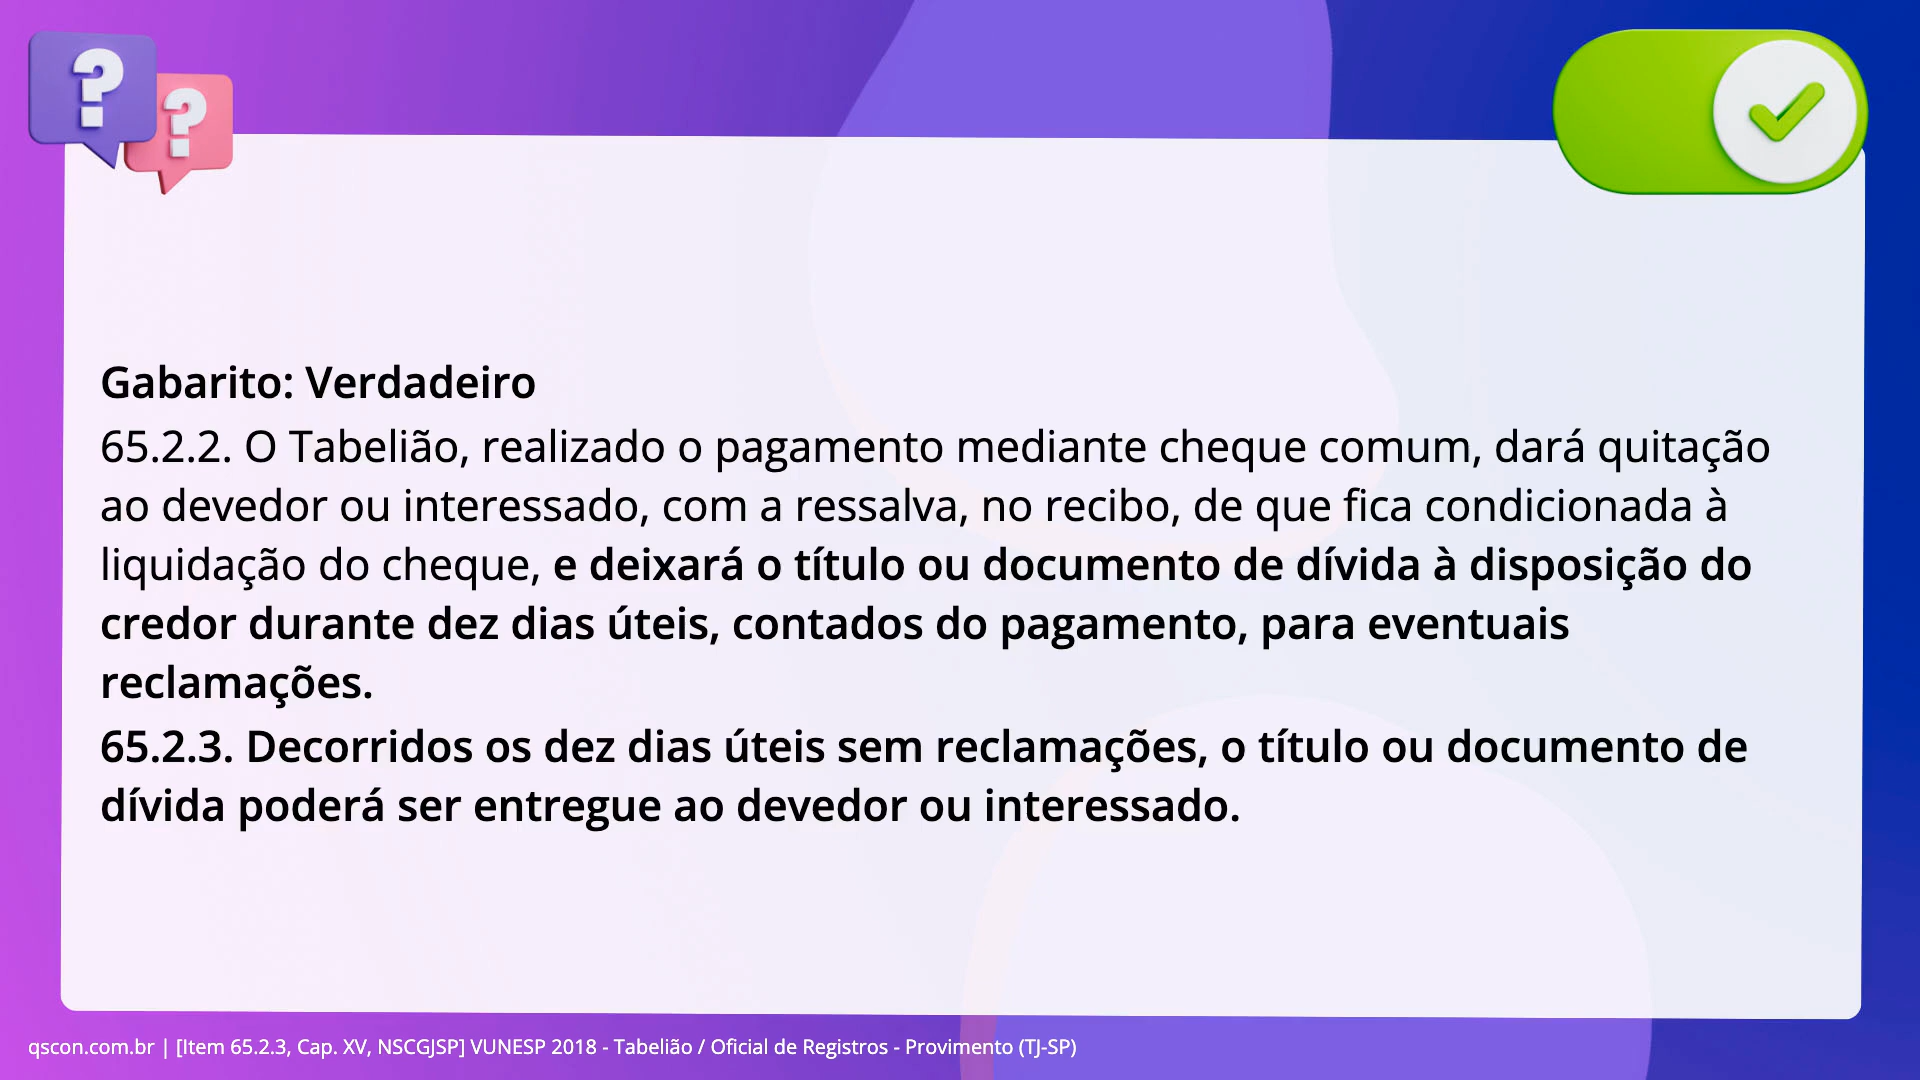 Gabarito: Verdadeiro
65.2.2. O Tabelião, realizado o pagamento mediante cheque comum, dará quitação
ao devedor ou interessado, com a ressalva, no recibo, de que fica condicionada à
liquidação do cheque, e deixará o título ou documento de dívida à disposição do
credor durante dez dias úteis, contados do pagamento, para eventuais
reclamações.
65.2.3. Decorridos os dez dias úteis sem reclamações, o título ou documento de
dívida poderá ser entregue ao devedor ou interessado.
qscon.com.br | [Item 65.2.3, Cap. XV, NSCGJSP] VUNESP 2018 - Tabelião / Oficial de Registros - Provimento (TJ-SP)